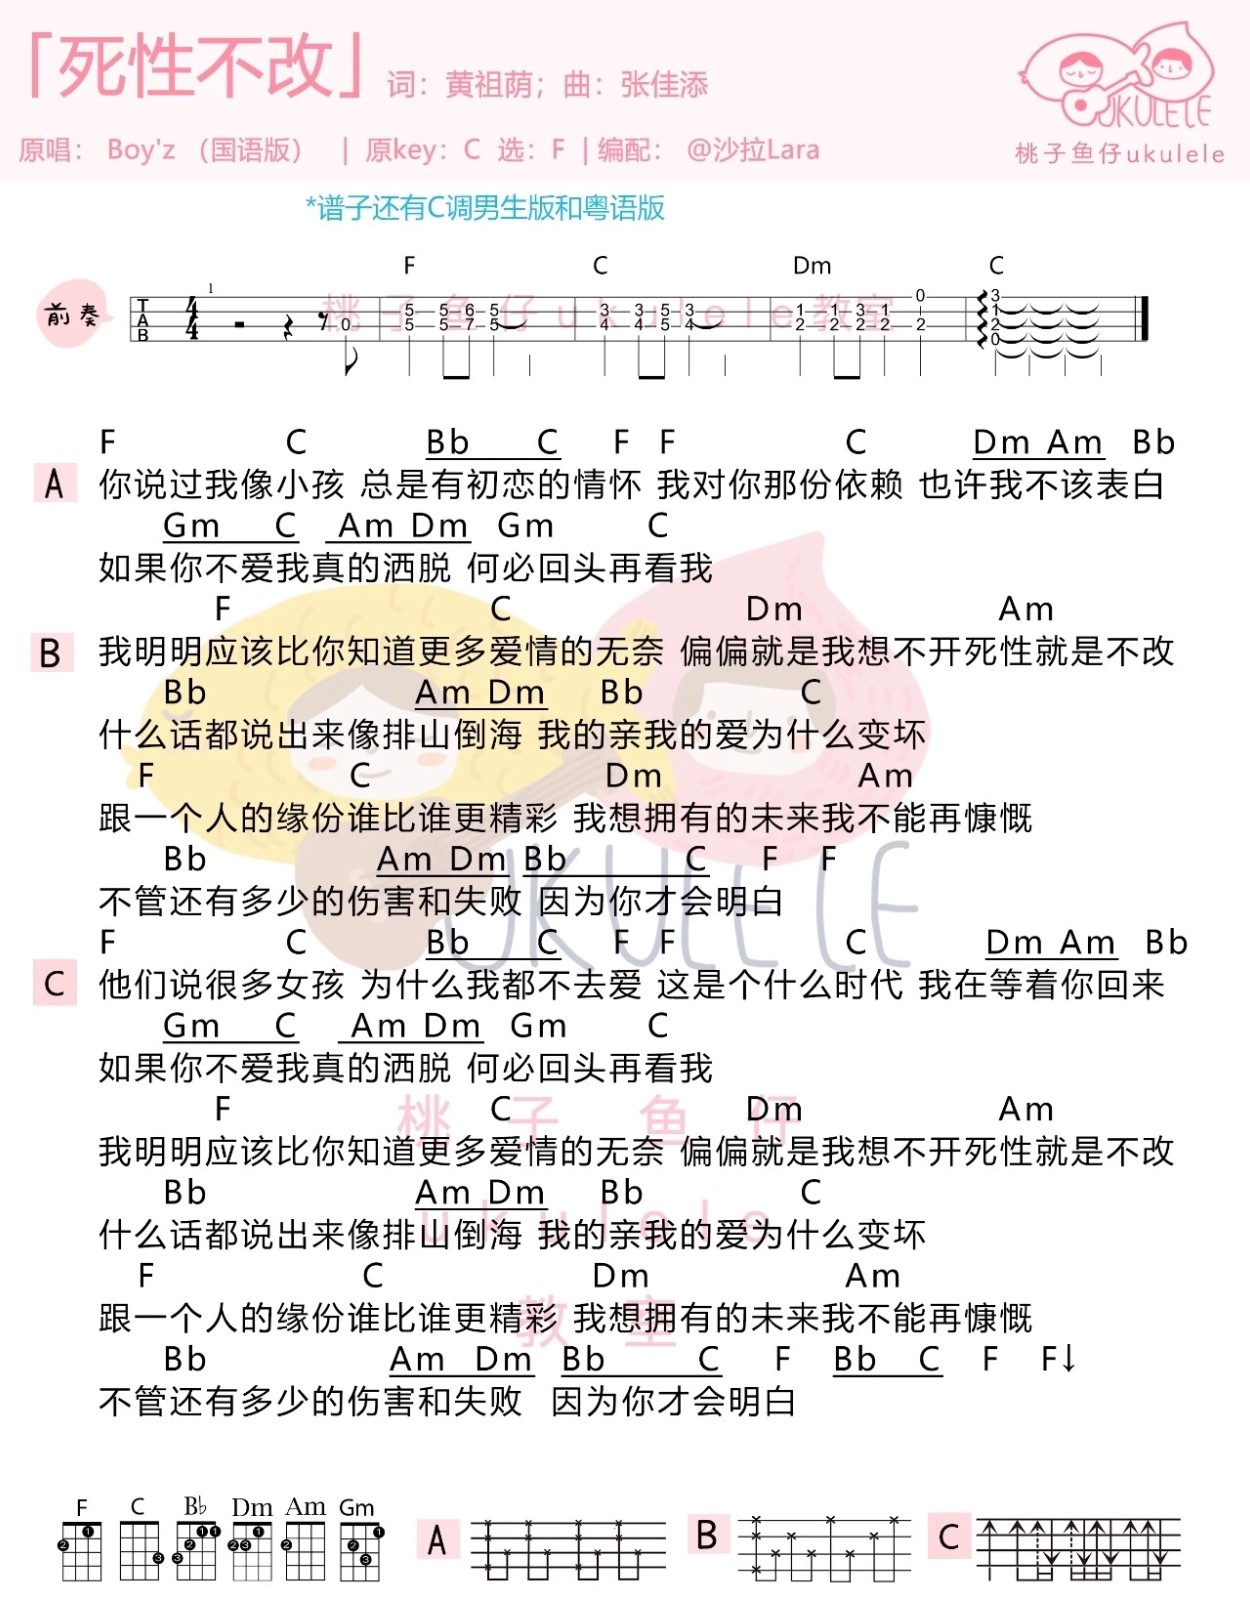 「死性不改」 词：黄祖荫；曲：张佳添
UKULELE
原唱： Boy'z （国语版） | 原key：C 选：F | 编配： @沙拉Lara
桃子鱼仔ukulele
*谱子还有C调男生版和粤语版
F C Dm C
前奏
桃子鱼仔ukulele教室
F C Bb C F F C Dm Am Bb
A 你说过我像小孩 总是有初恋的情怀 我对你那份依赖 也许我不该表白
Gm C Am Dm Gm C
如果你不爱我真的洒脱 何必回头再看我
F C Dm Am
B 我明明应该比你知道更多爱情的无奈 偏偏就是我想不开死性就是不改
Bb Am Dm Bb C
什么话都说出来像排山倒海 我的亲我的爱为什么变坏
F C Dm Am
跟一个人的缘份谁比谁更精彩 我想拥有的未来我不能再慷慨
Bb Am Dm Bb C F F
不管还有多少的伤害和失败 因为你才会明白
UKULELE
F C Bb C F F C Dm Am Bb
C 他们说很多女孩 为什么我都不去爱 这是个什么时代 我在等着你回来
Gm C Am Dm Gm C
如果你不爱我真的洒脱 何必回头再看我
F C Dm Am
桃子鱼仔
我明明应该比你知道更多爱情的无奈 偏偏就是我想不开死性就是不改
Bb Am Dm Bb C
ukulele
什么话都说出来像排山倒海 我的亲我的爱为什么变坏
F C Dm Am
跟一个人的缘份谁比谁更精彩 我想拥有的未来我不能再慷慨
教室
Bb Am Dm Bb C F Bb C F F↓
不管还有多少的伤害和失败 因为你才会明白
F C B♭ Dm Am Gm
A B C